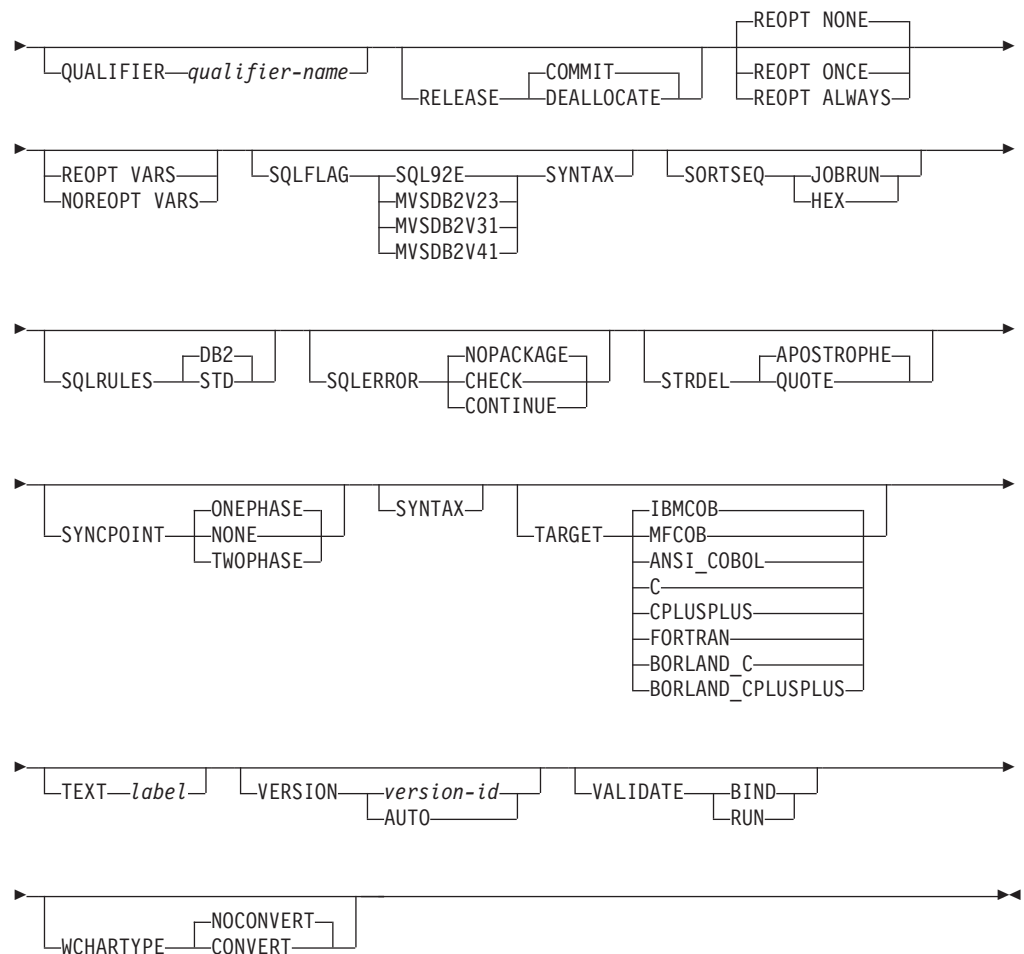 REOPT NONE
QUALIFIER qualifier-name COMMIT REOPT ONCE
RELEASE DEALLOCATE REOPT ALWAYS
REOPT VARS SQLFLAG SQL92E SYNTAX SORTSEQ JOBRUN
NOREOPT VARS MVSDB2V23 HEX
MVSDB2V31
MVSDB2V41
DB2 NOPACKAGE APOSTROPHE
SQLRULES STD SQLERROR CHECK STRDEL QUOTE
CONTINUE
ONEPHASE SYNTAX IBMCOB
SYNCPOINT NONE TARGET MFCOB
TWOPHASE ANSI_COBOL
C
CPLUSPLUS
FORTRAN
BORLAND_C
BORLAND_CPLUSPLUS
TEXT label VERSION version-id VALIDATE BIND
AUTO RUN
NOCONVERT
WCHARTYPE CONVERT